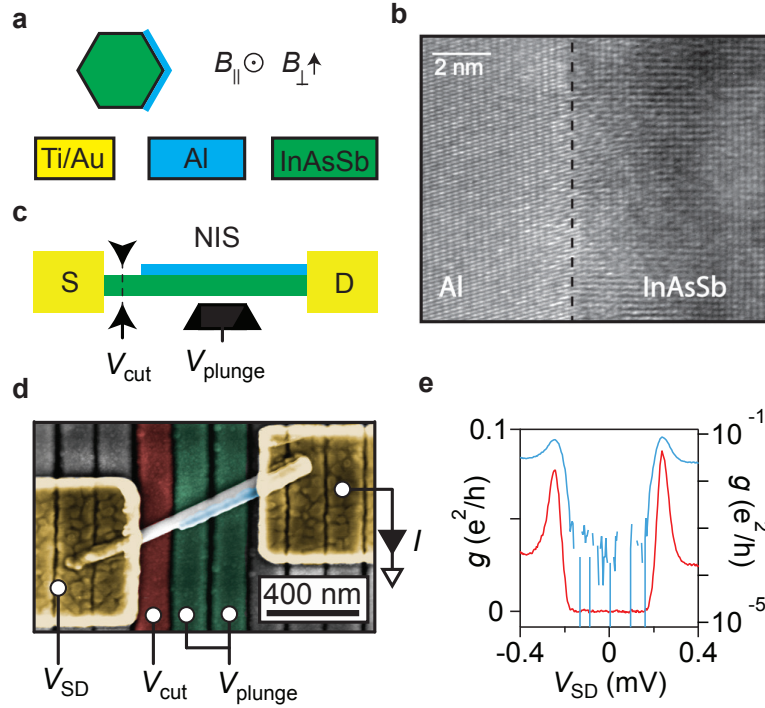 a
B∥ ⊙ B⊥ ↑
Ti/Au Al InAsSb
b
2 nm
Al InAsSb
c
NIS
S D
Vcut Vplunge
d
I
400 nm
VSD Vcut Vplunge
e
0.1
0
g (e²/h)
10⁻¹
10⁻⁵
g (e²/h)
-0.4 0 0.4
VSD (mV)